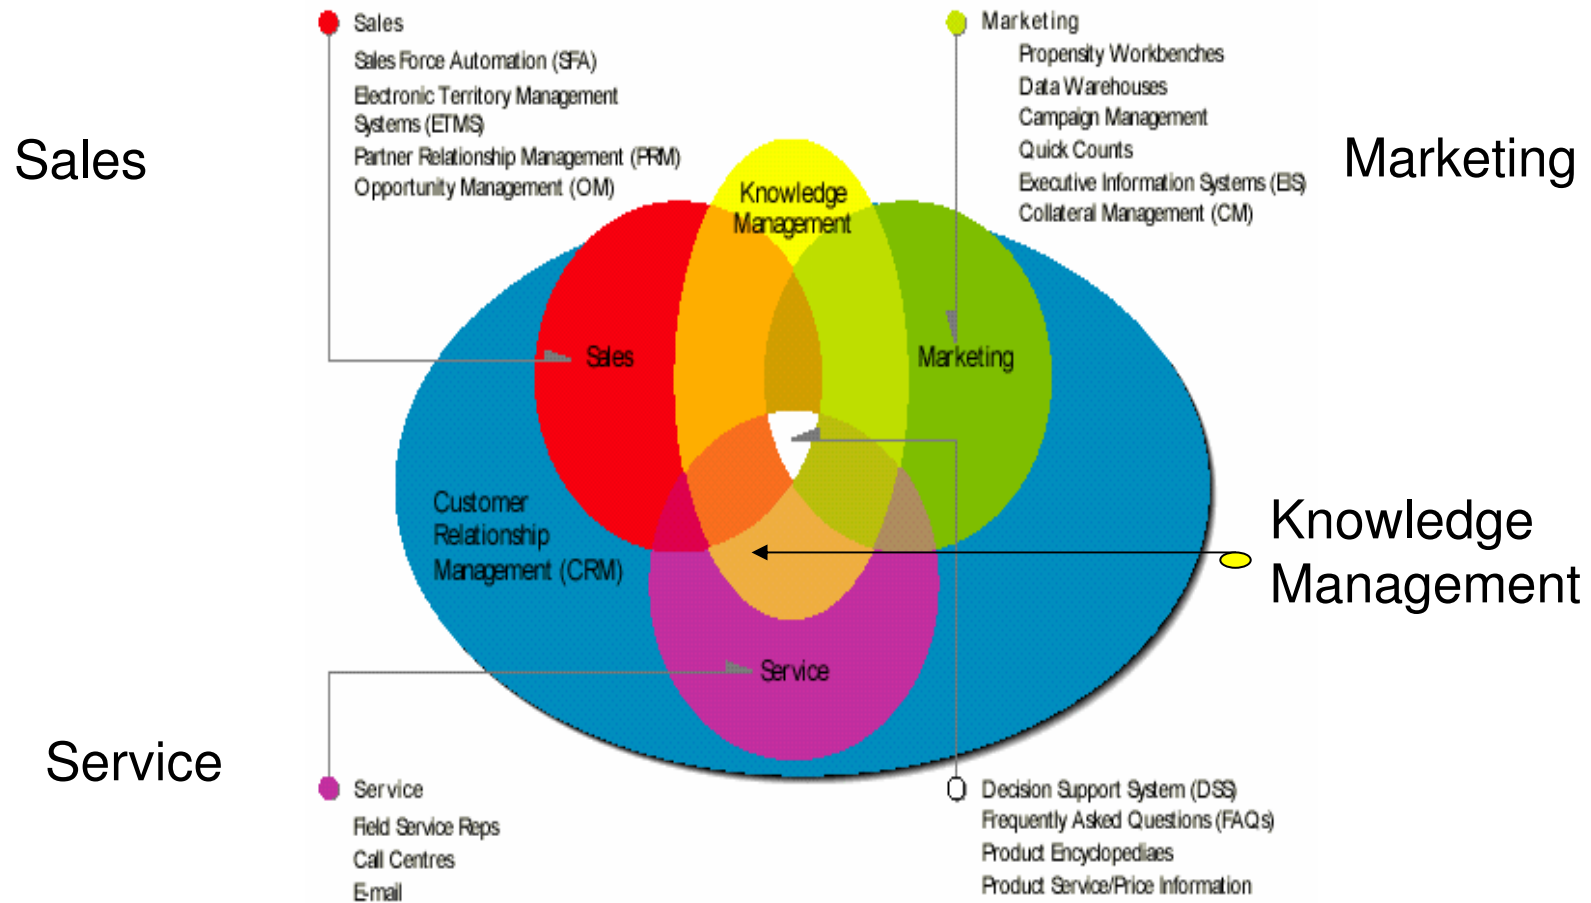 Sales
Sales Force Automation (SFA)
Electronic Territory Management
Systems (ETMS)
Partner Relationship Management (PRM)
Opportunity Management (OM)
Marketing
Propensity Workbenches
Data Warehouses
Campaign Management
Quick Counts
Executive Information Systems (EIS)
Collateral Management (CM)
Sales
Marketing
Knowledge
Management
Sales
Marketing
Customer
Relationship
Management (CRM)
Knowledge
Management
Service
Service
Service
Field Service Reps
Call Centres
E-mail
Decision Support System (DSS)
Frequently Asked Questions (FAQs)
Product Encyclopediaes
Product Service/Price Information